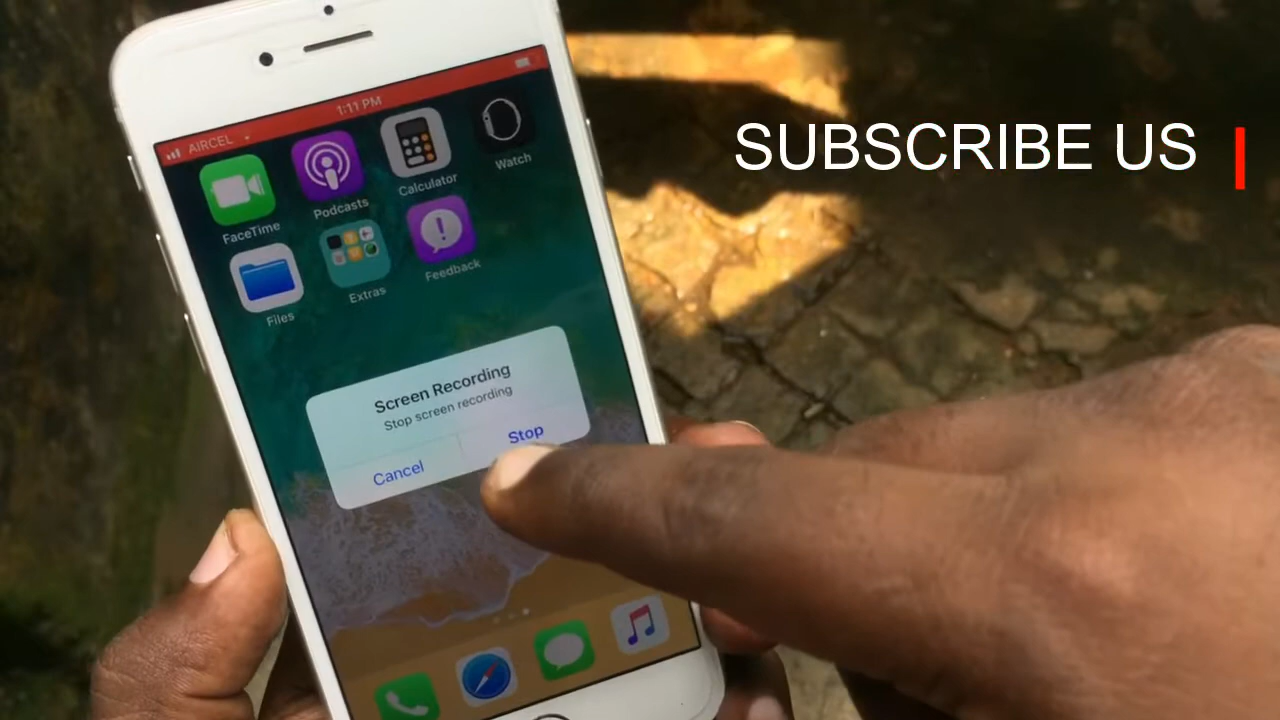 SUBSCRIBE US
AIRCEL
1:11 PM
FaceTime
Podcasts
Calculator
Watch
Files
Extras
Feedback
Screen Recording
Stop screen recording
Cancel
Stop